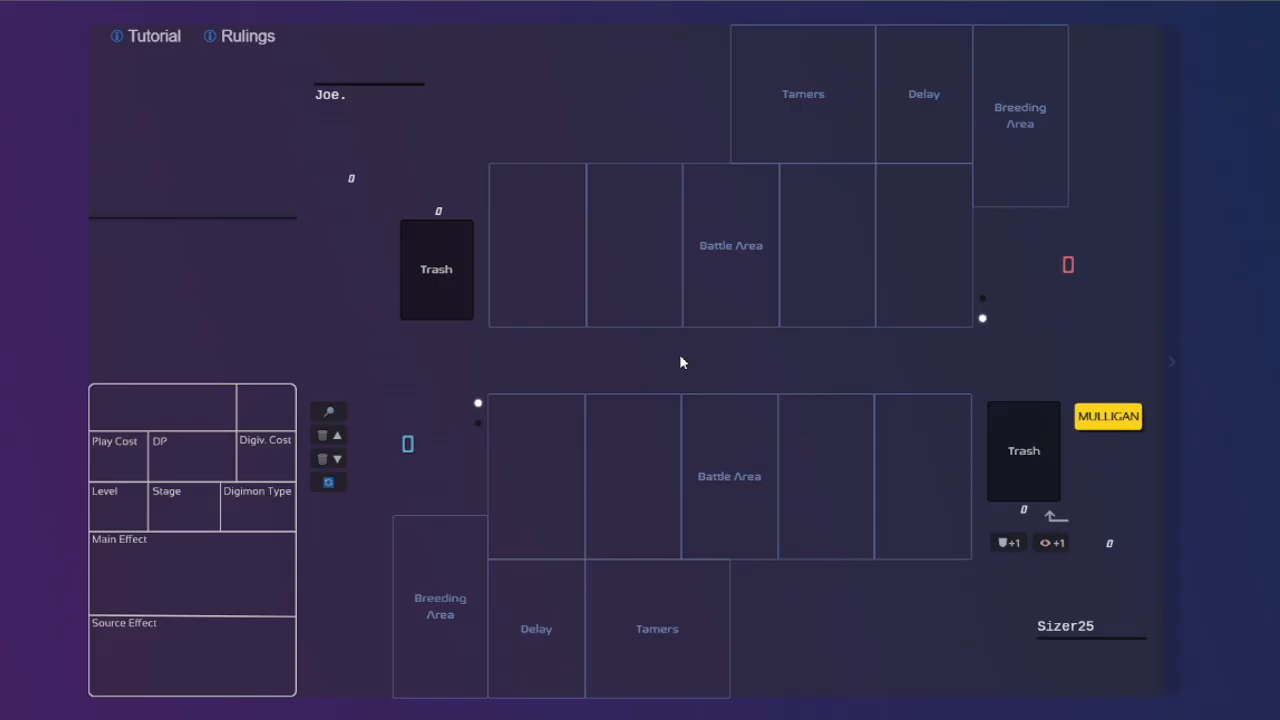 Tutorial
Rulings
Joe.
Tamers
Delay
Breeding
Area
0
0
Trash
Battle Area
0
MULLIGAN
Play Cost
DP
Digiv. Cost
0
Trash
Battle Area
Level
Stage
Digimon Type
0
Main Effect
+1
+1
0
Breeding
Area
Delay
Tamers
Source Effect
Sizer25